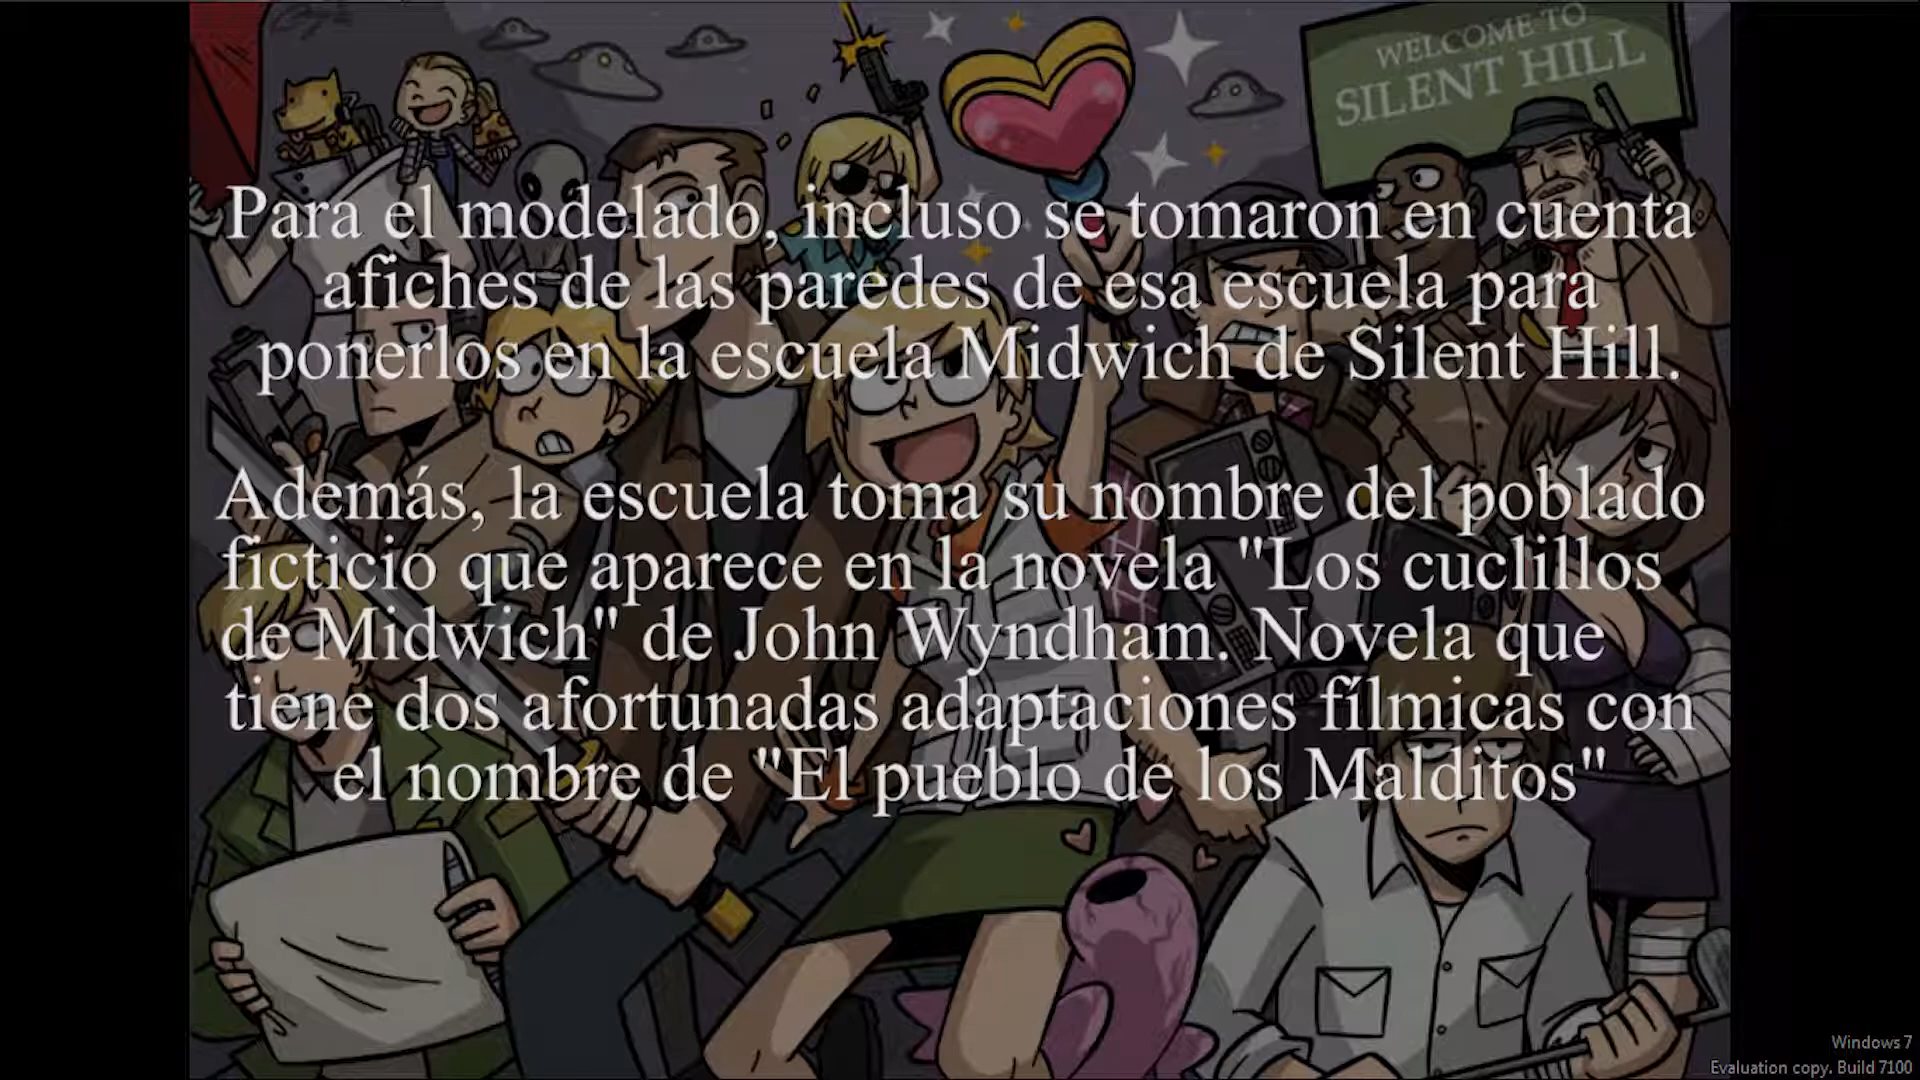 WELCOME TO
SILENT HILL
Para el modelado, incluso se tomaron en cuenta
afiches de las paredes de esa escuela para
ponerlos en la escuela Midwich de Silent Hill.
Además, la escuela toma su nombre del poblado
ficticio que aparece en la novela "Los cuclillos
de Midwich" de John Wyndham. Novela que
tiene dos afortunadas adaptaciones fílmicas con
el nombre de "El pueblo de los Malditos"
Windows 7
Evaluation copy. Build 7100